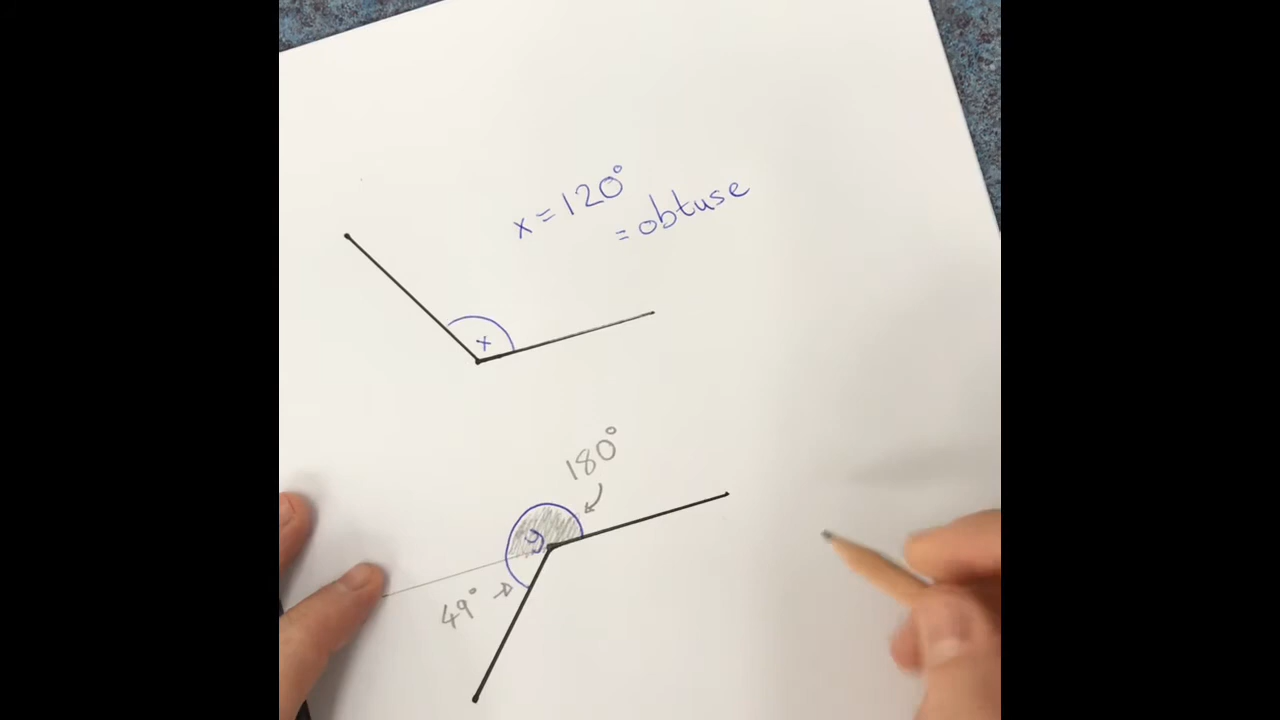 x = 120°
= obtuse
x
180°
y
49°